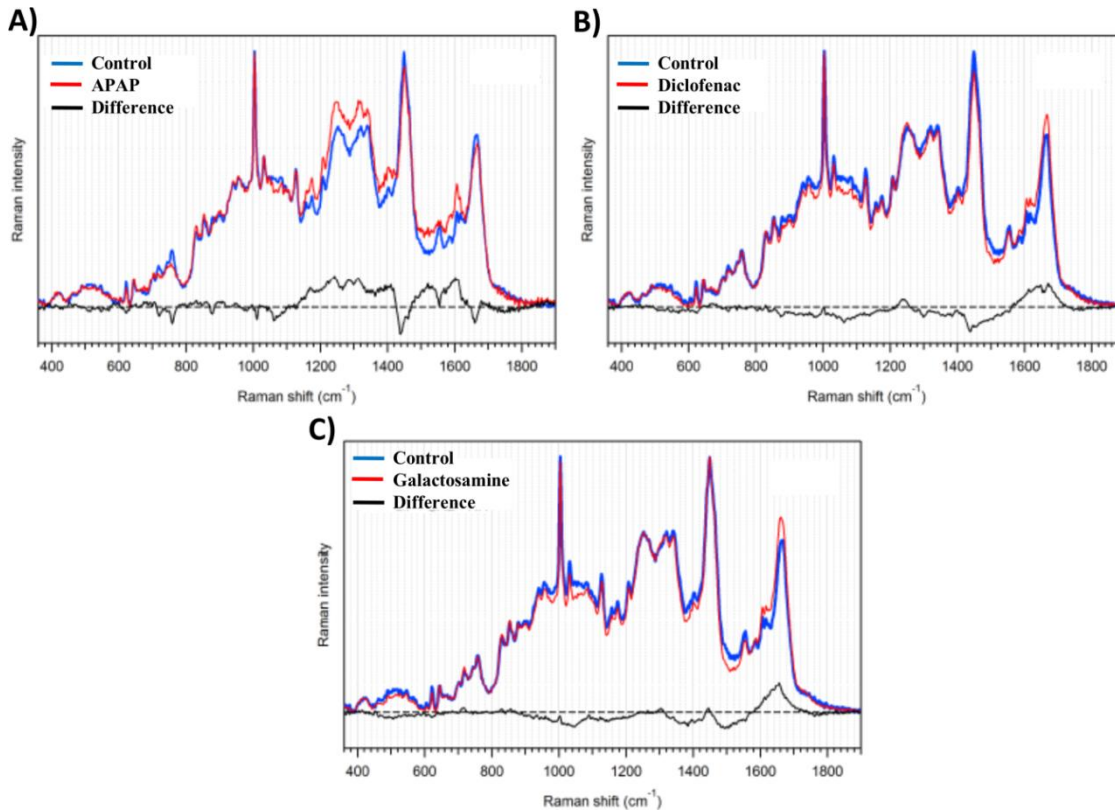 A)
Control
APAP
Difference
Raman intensity
400 600 800 1000 1200 1400 1600 1800
Raman shift (cm⁻¹)
B)
Control
Diclofenac
Difference
Raman intensity
400 600 800 1000 1200 1400 1600 1800
Raman shift (cm⁻¹)
C)
Control
Galactosamine
Difference
Raman intensity
400 600 800 1000 1200 1400 1600 1800
Raman shift (cm⁻¹)